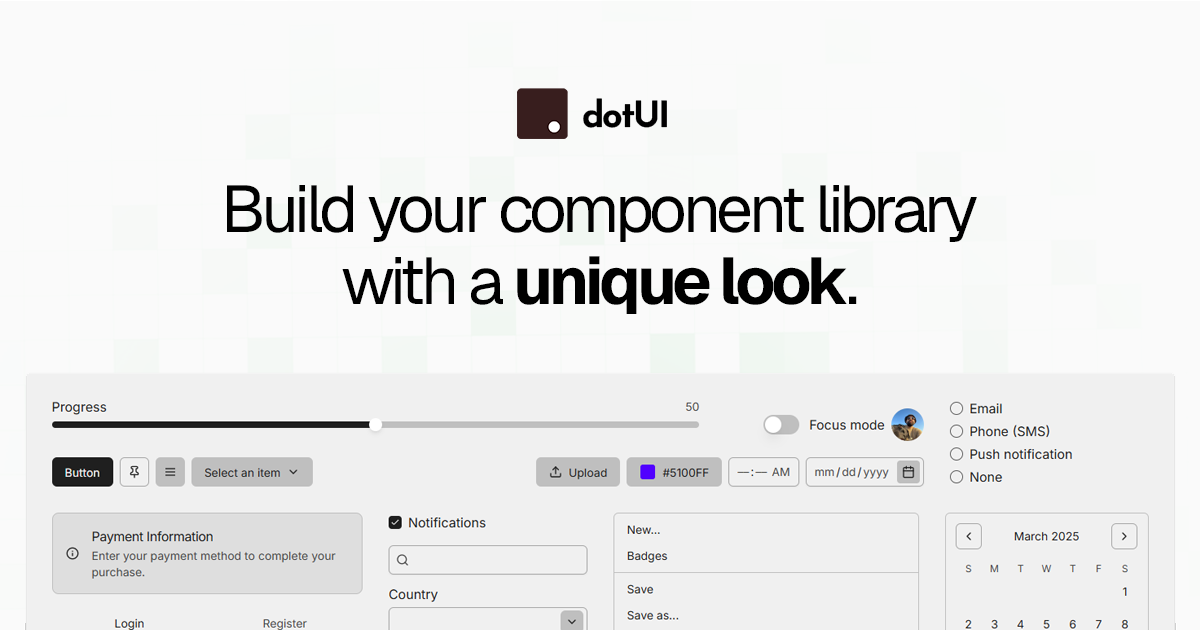 dotUI
Build your component library
with a unique look.
Progress
50
Focus mode
Email
Phone (SMS)
Push notification
None
Button
Select an item
Upload
#5100FF
––:–– AM
mm/dd/yyyy
Payment Information
Enter your payment method to complete your
purchase.
Login
Register
Notifications
Country
New...
Badges
Save
Save as...
March 2025
S M T W T F S
1
2 3 4 5 6 7 8